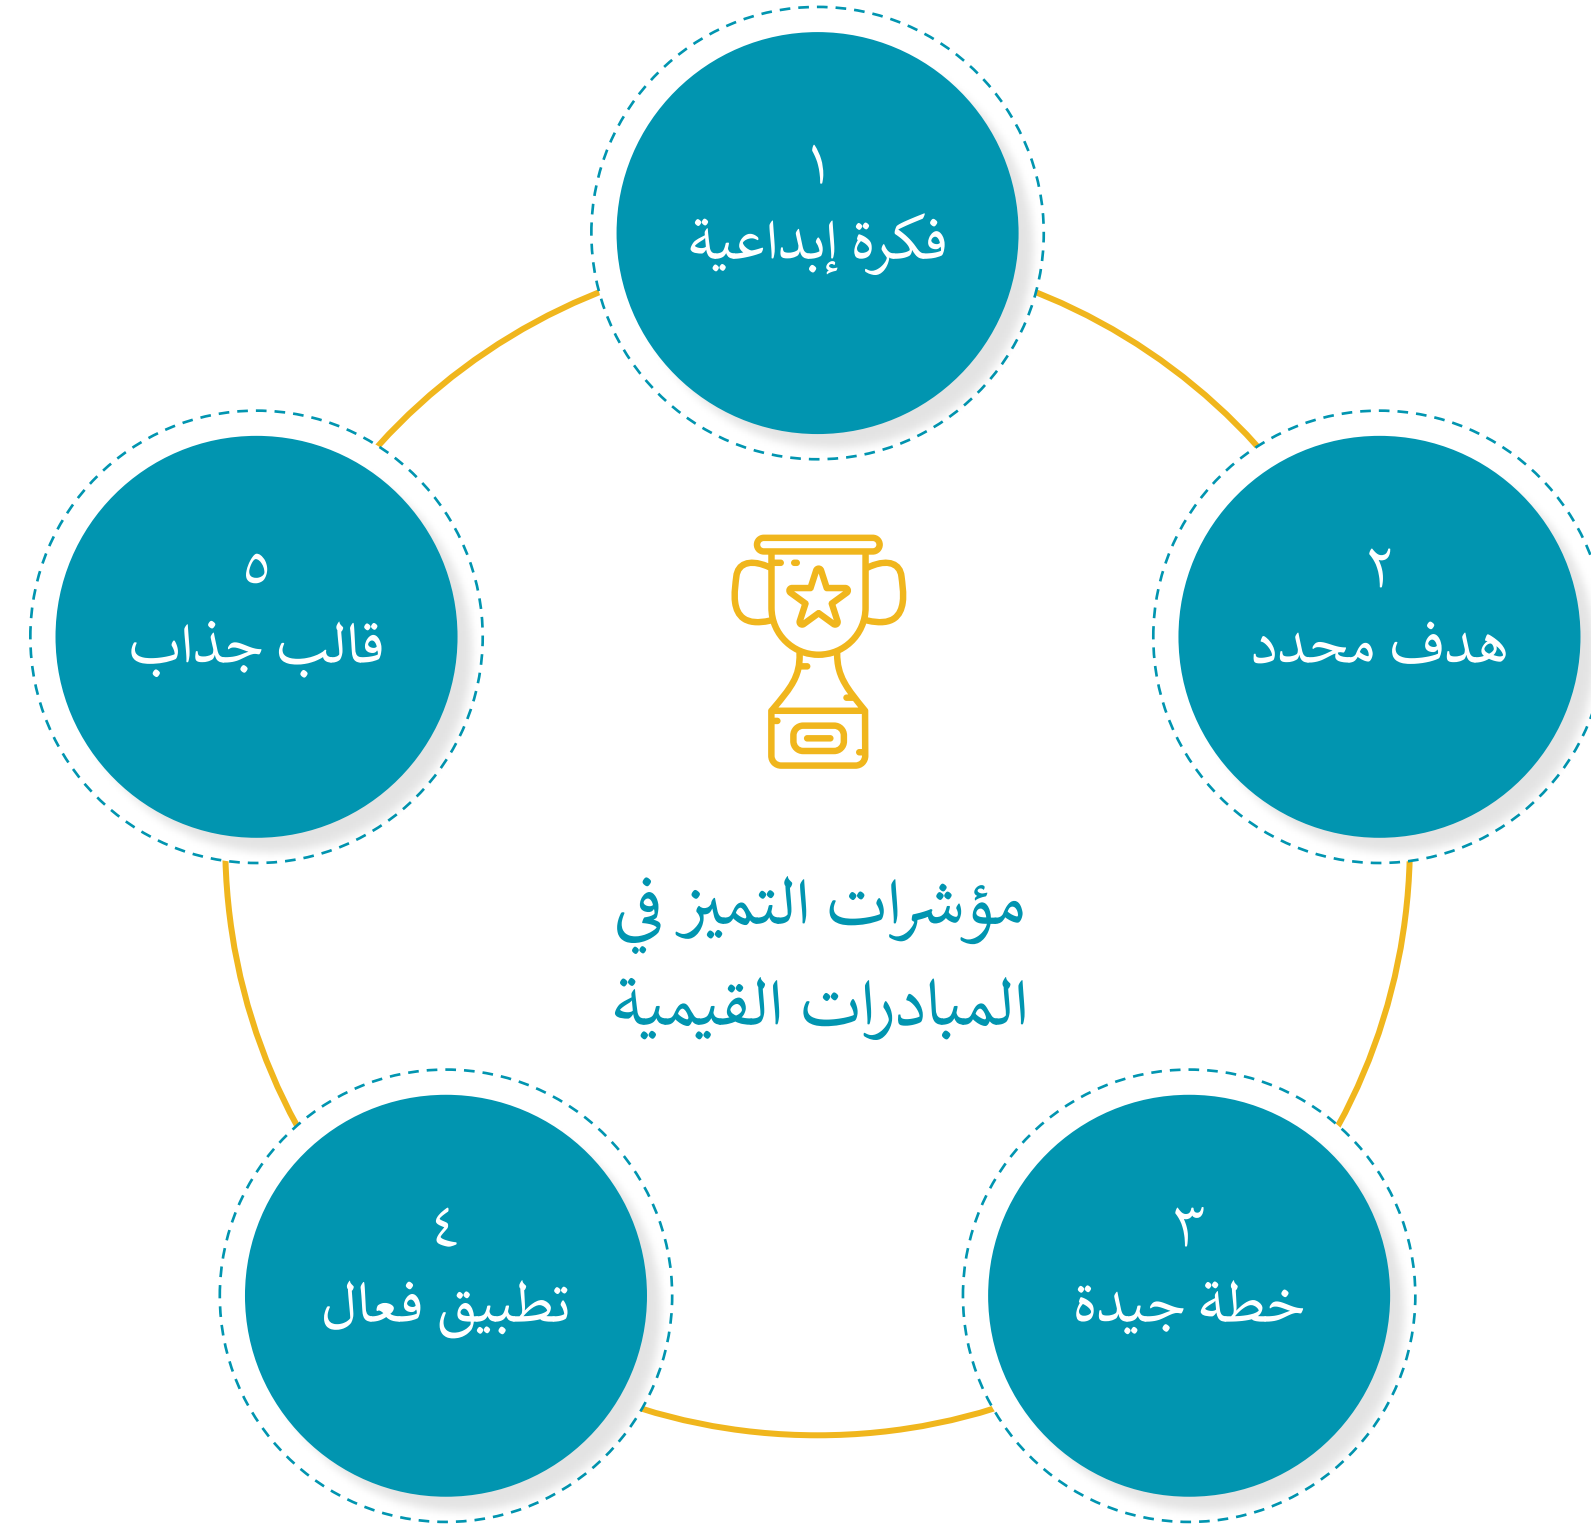 ١
فكرة إبداعية
٢
هدف محدد
٣
خطة جيدة
٤
تطبيق فعال
٥
قالب جذاب
مؤشرات التميز في
المبادرات القيمية